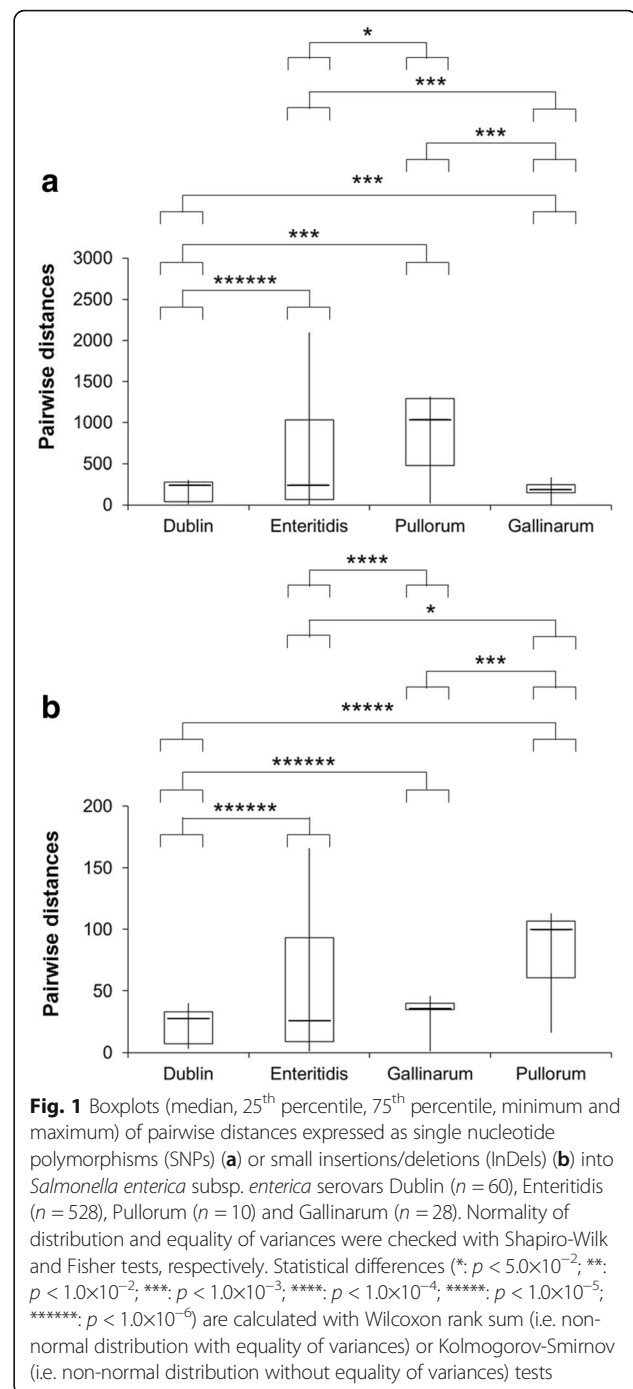 *
***
***
a
***
***
******
Pairwise distances
3000
2500
2000
1500
1000
500
0
Dublin Enteritidis Pullorum Gallinarum
****
*
***
b
*****
******
******
Pairwise distances
200
150
100
50
0
Dublin Enteritidis Gallinarum Pullorum
Fig. 1 Boxplots (median, 25th percentile, 75th percentile, minimum and
maximum) of pairwise distances expressed as single nucleotide
polymorphisms (SNPs) (a) or small insertions/deletions (InDels) (b) into
Salmonella enterica subsp. enterica serovars Dublin (n = 60), Enteritidis
(n = 528), Pullorum (n = 10) and Gallinarum (n = 28). Normality of
distribution and equality of variances were checked with Shapiro-Wilk
and Fisher tests, respectively. Statistical differences (*: p < 5.0×10−2; **:
p < 1.0×10−2; ***: p < 1.0×10−3; ****: p < 1.0×10−4; *****: p < 1.0×10−5;
******: p < 1.0×10−6) are calculated with Wilcoxon rank sum (i.e. non-
normal distribution with equality of variances) or Kolmogorov-Smirnov
(i.e. non-normal distribution without equality of variances) tests